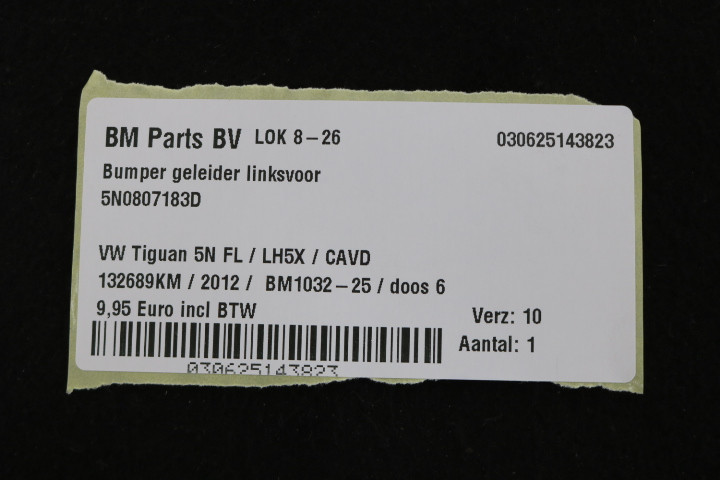 BM Parts BV LOK 8-26 030625143823
Bumper geleider linksvoor
5N0807183D
VW Tiguan 5N FL / LH5X / CAVD
132689KM / 2012 / BM1032-25 / doos 6
9,95 Euro incl BTW Verz: 10
Aantal: 1
030625143823